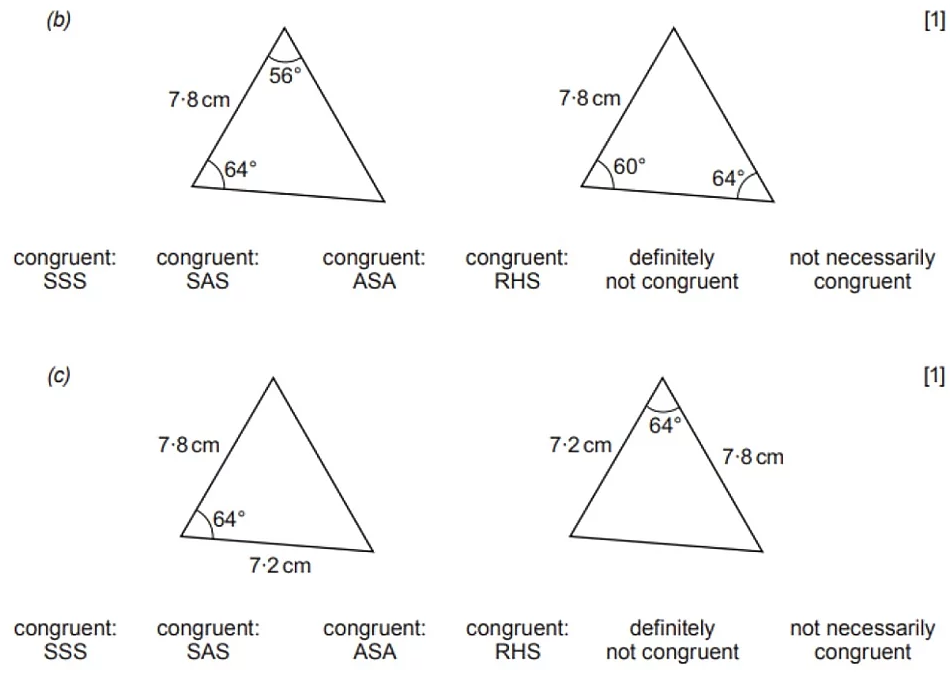 (b) [1]
56°
7·8 cm 7·8 cm
64° 60° 64°
congruent: congruent: congruent: congruent: definitely not necessarily
SSS SAS ASA RHS not congruent congruent
(c) [1]
64°
7·8 cm 7·2 cm 7·8 cm
64°
7·2 cm
congruent: congruent: congruent: congruent: definitely not necessarily
SSS SAS ASA RHS not congruent congruent